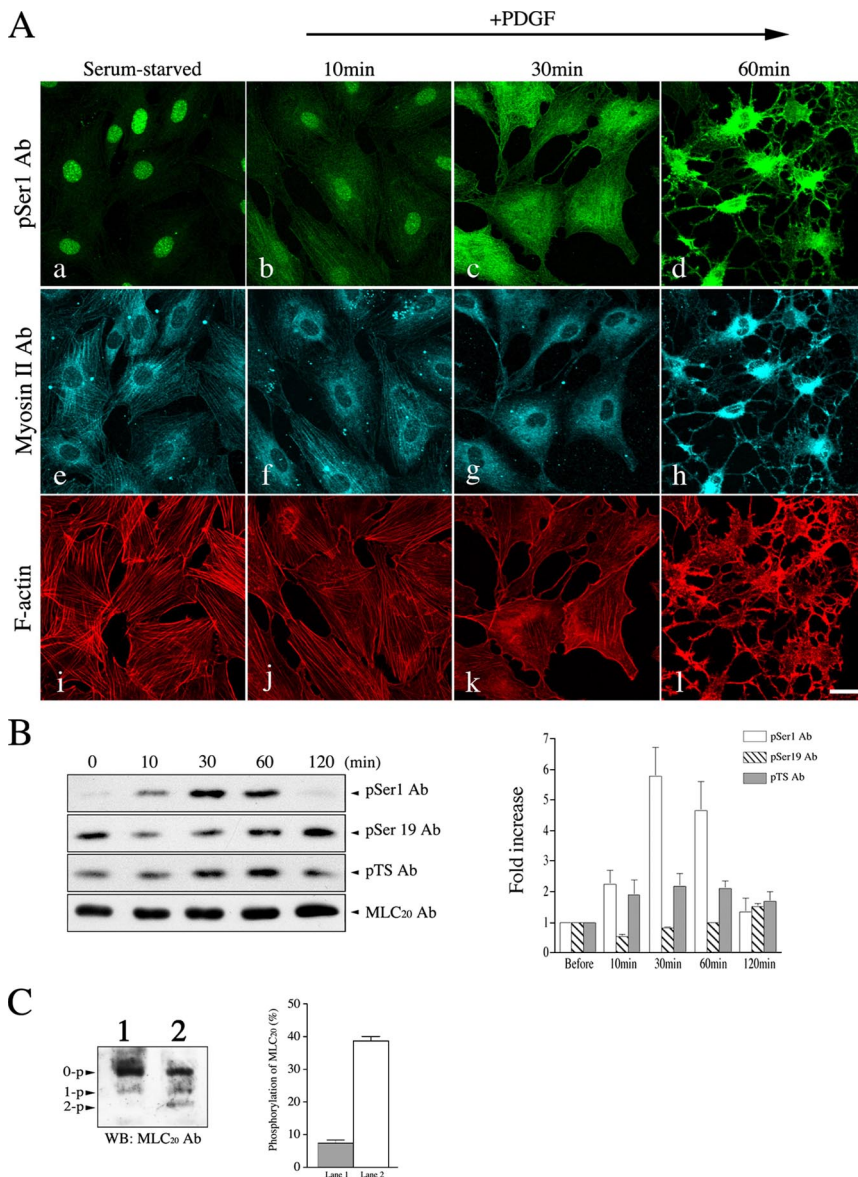 A
+PDGF
Serum-starved 10min 30min 60min
pSer1 Ab
a b c d
Myosin II Ab
e f g h
F-actin
i j k l
B
0 10 30 60 120 (min)
pSer1 Ab
pSer 19 Ab
pTS Ab
MLC20 Ab
Fold increase
7
6
5
4
3
2
1
0
Before 10min 30min 60min 120min
pSer1 Ab
pSer19 Ab
pTS Ab
C
1 2
0-p
1-p
2-p
WB: MLC20 Ab
Phosphorylation of MLC20 (%)
50
40
30
20
10
0
Lane 1 Lane 2